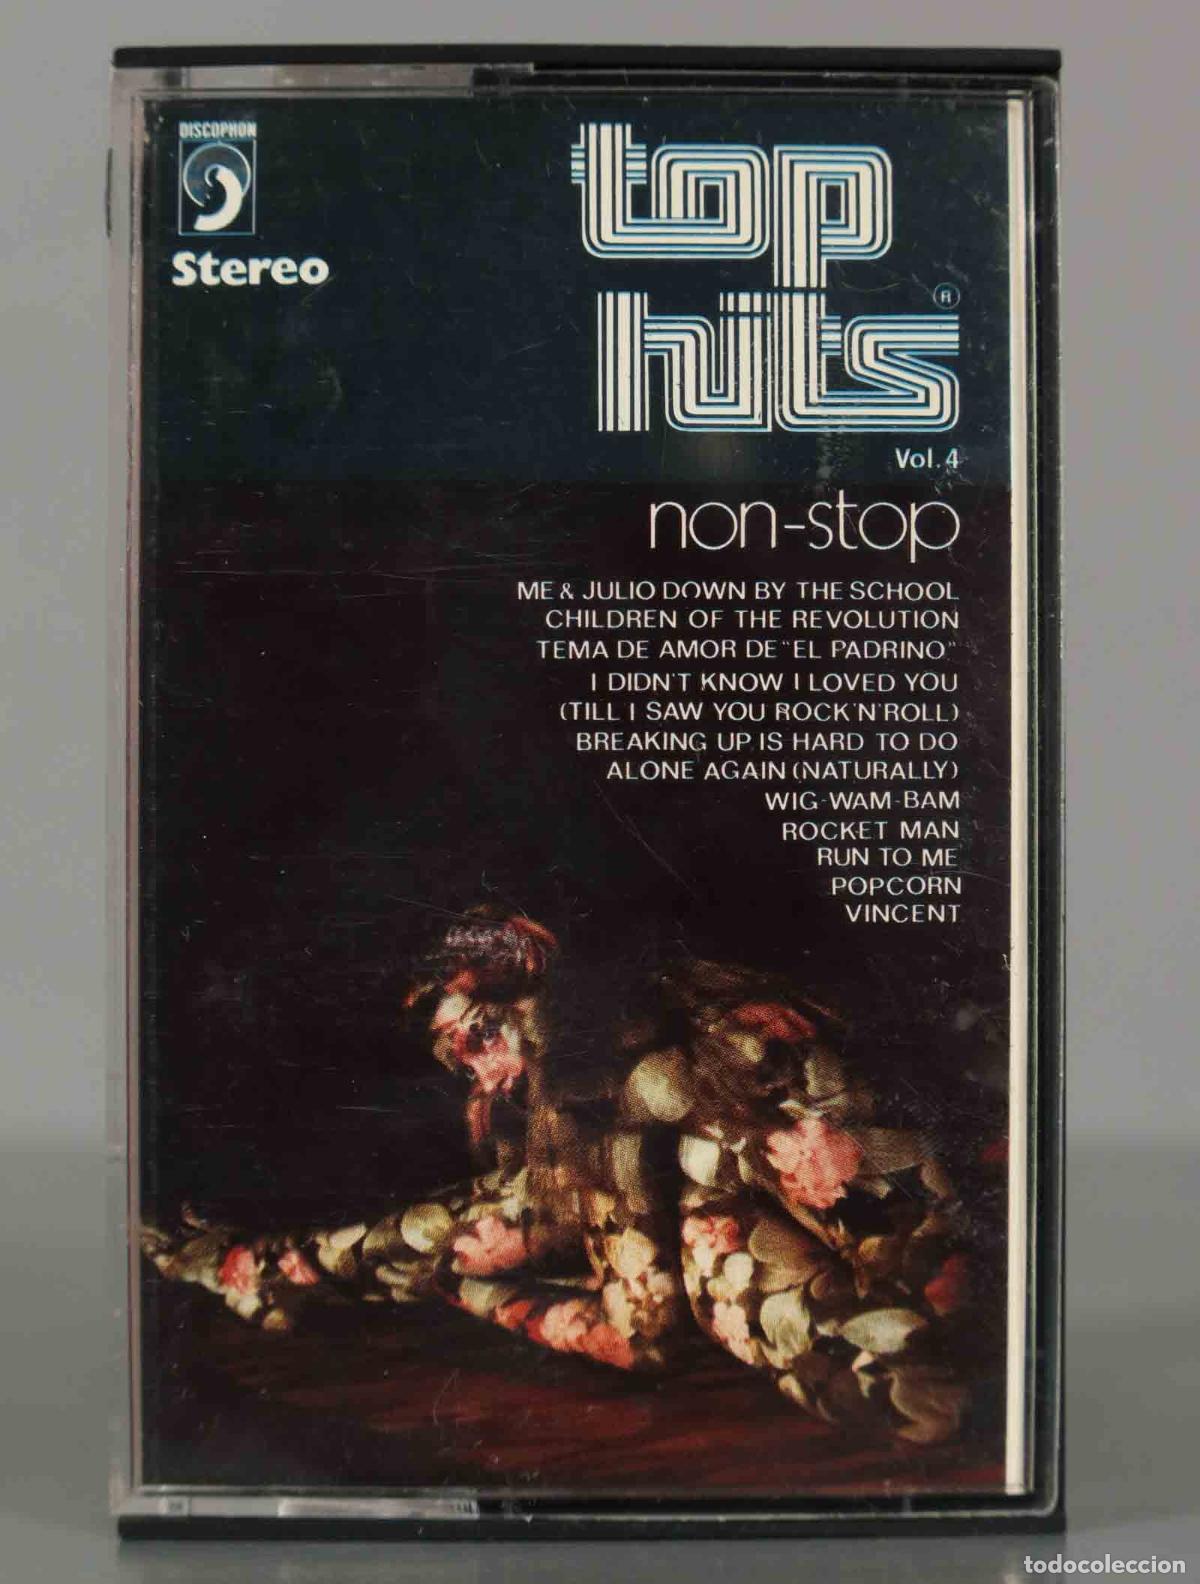 DISCOPHON
Stereo
top
hits
®
Vol. 4
non-stop
ME & JULIO DOWN BY THE SCHOOL
CHILDREN OF THE REVOLUTION
TEMA DE AMOR DE "EL PADRINO"
I DIDN'T KNOW I LOVED YOU
(TILL I SAW YOU ROCK'N'ROLL)
BREAKING UP IS HARD TO DO
ALONE AGAIN (NATURALLY)
WIG-WAM-BAM
ROCKET MAN
RUN TO ME
POPCORN
VINCENT
todocoleccion